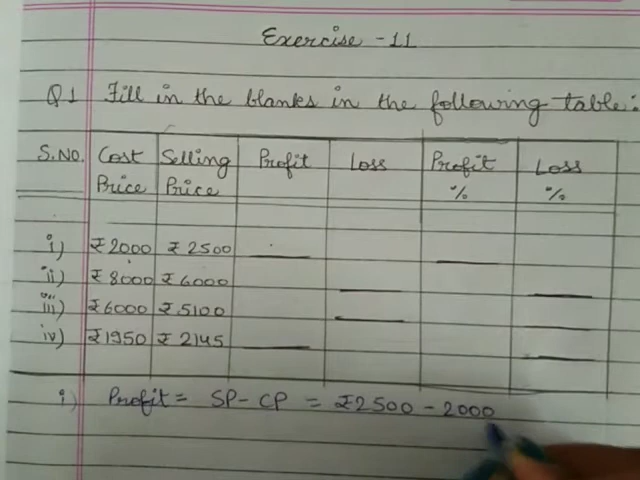 Exercise - 11
Q1 Fill in the blanks in the following table:
S.NO. Cost Price Selling Price Profit Loss Profit % Loss %
i) ₹2000 ₹2500
ii) ₹8000 ₹6000
iii) ₹6000 ₹5100
iv) ₹1950 ₹2145
i) Profit = SP - CP = ₹2500 - 2000